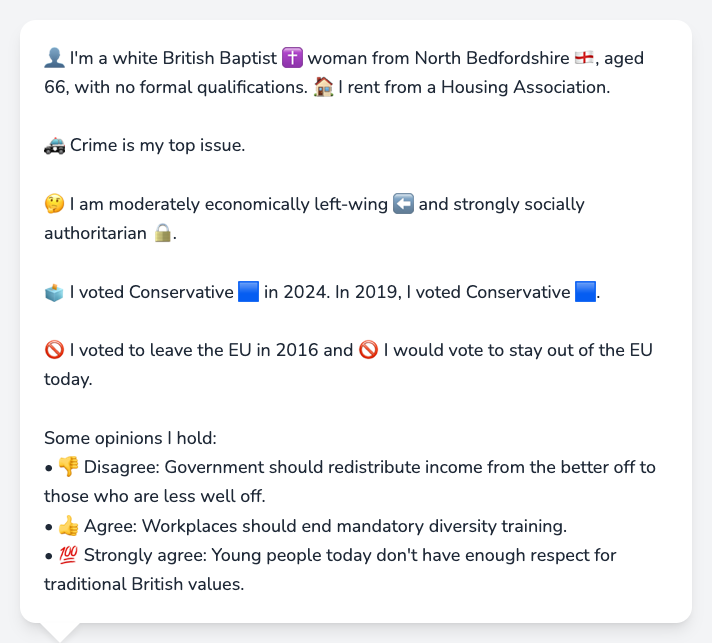 👤 I'm a white British Baptist ✝️ woman from North Bedfordshire 🏴󠁧󠁢󠁥󠁮󠁧󠁿, aged
66, with no formal qualifications. 🏠 I rent from a Housing Association.
🚓 Crime is my top issue.
🤔 I am moderately economically left-wing ⬅️ and strongly socially
authoritarian 🔒.
🗳️ I voted Conservative 🟦 in 2024. In 2019, I voted Conservative 🟦.
🚫 I voted to leave the EU in 2016 and 🚫 I would vote to stay out of the EU
today.
Some opinions I hold:
• 👎 Disagree: Government should redistribute income from the better off to
those who are less well off.
• 👍 Agree: Workplaces should end mandatory diversity training.
• 💯 Strongly agree: Young people today don't have enough respect for
traditional British values.